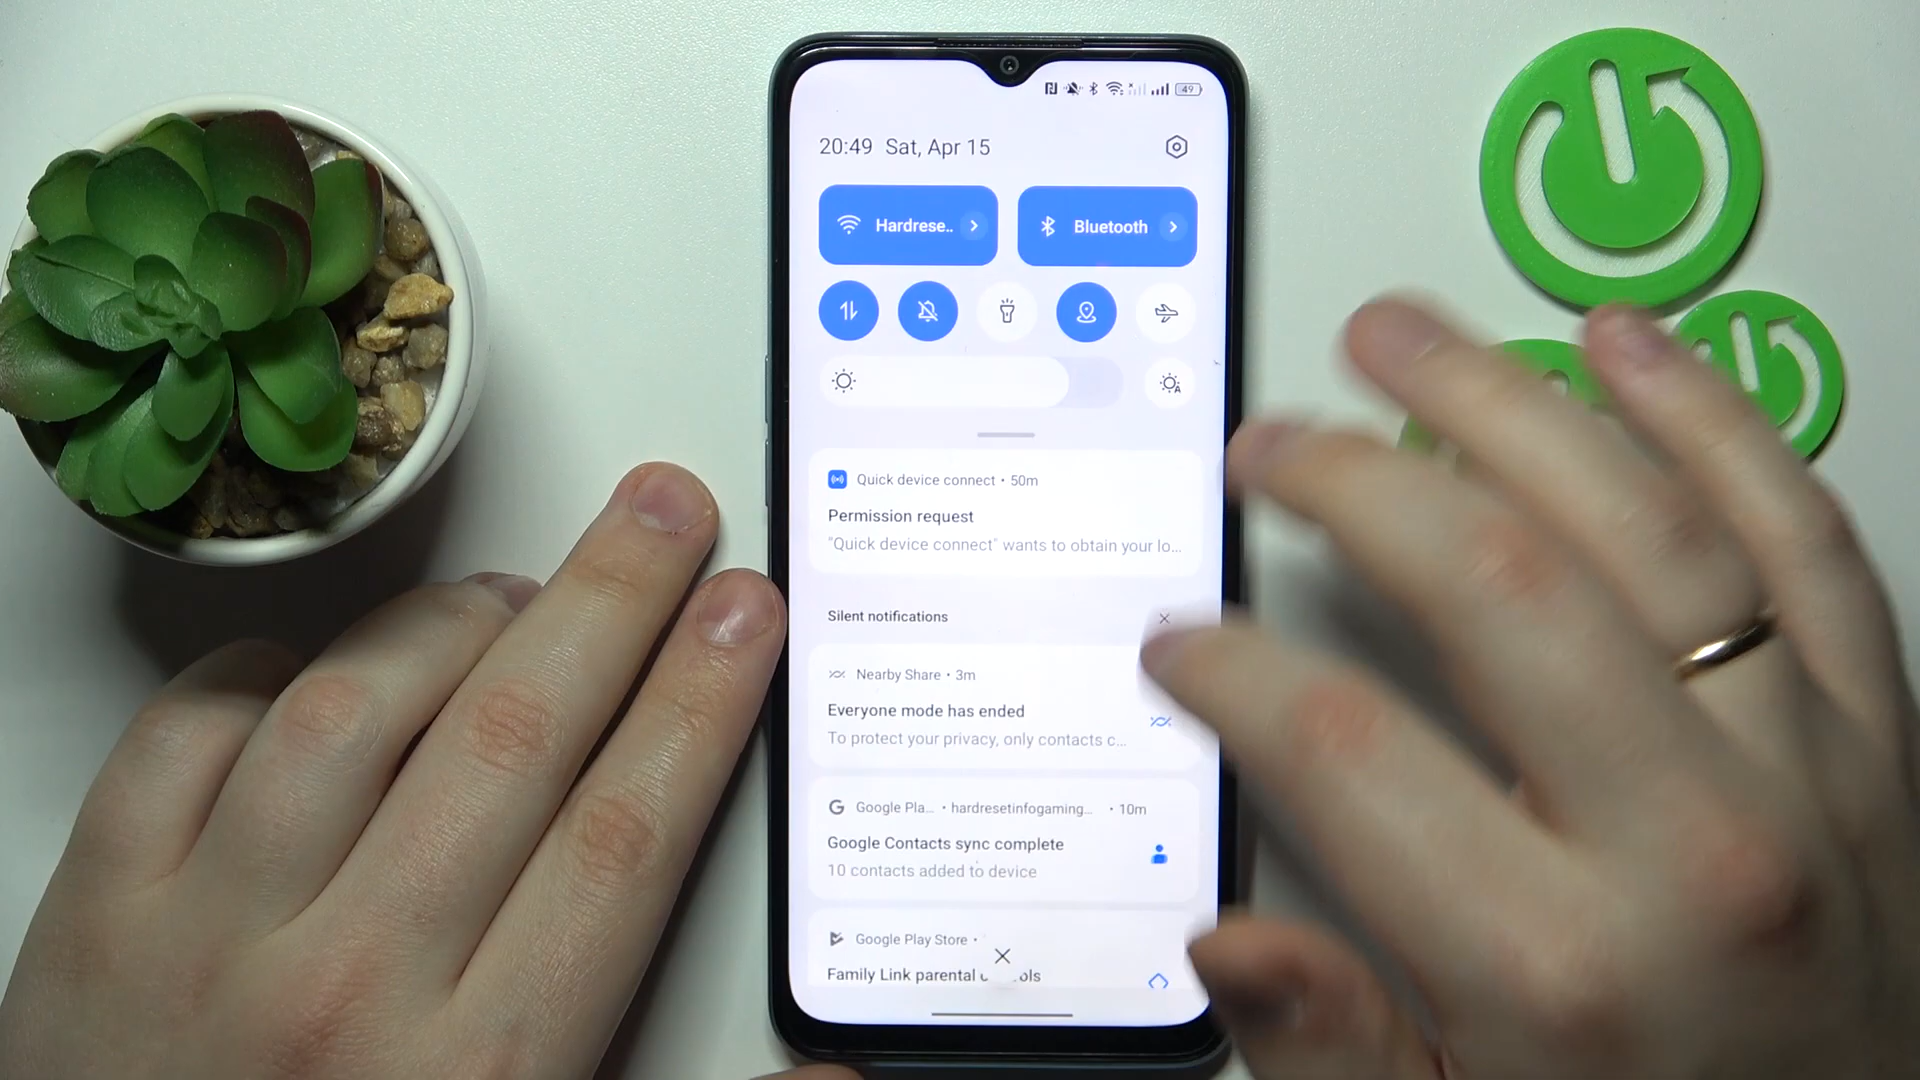 49
20:49 Sat, Apr 15
Hardrese.. Bluetooth
A
Quick device connect • 50m
Permission request
"Quick device connect" wants to obtain your lo...
Silent notifications
Nearby Share • 3m
Everyone mode has ended
To protect your privacy, only contacts c...
Google Pla... • hardresetinfogaming... • 10m
Google Contacts sync complete
10 contacts added to device
Google Play Store •
Family Link parental